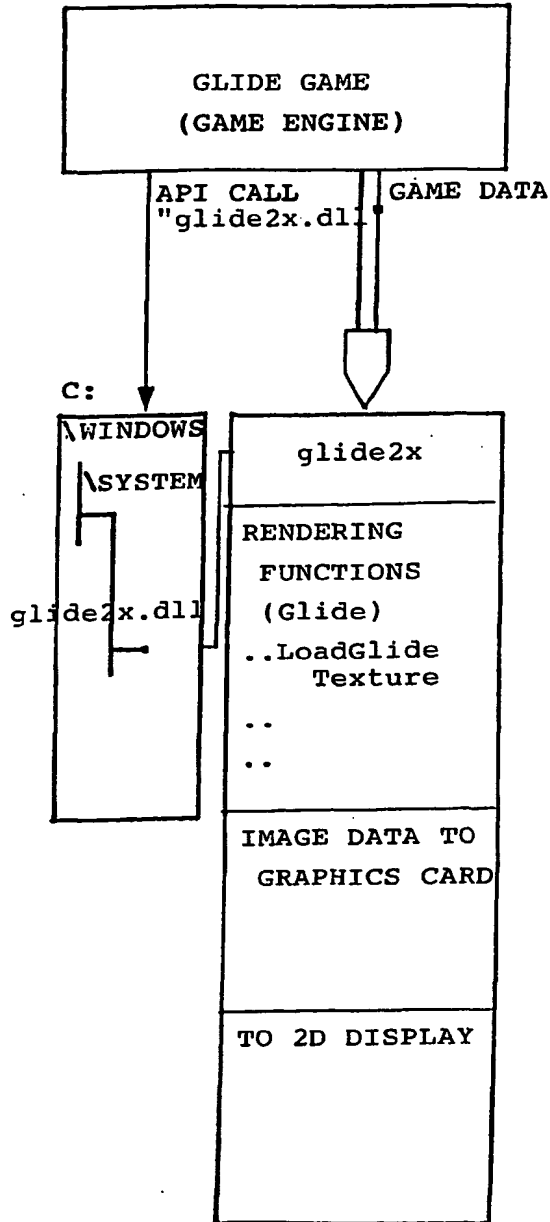 GLIDE GAME
(GAME ENGINE)
API CALL
"glide2x.dll
GAME DATA
C:
\WINDOWS
\SYSTEM
glide2x.dll
glide2x
RENDERING
FUNCTIONS
(Glide)
..LoadGlide
Texture
..
..
IMAGE DATA TO
GRAPHICS CARD
TO 2D DISPLAY